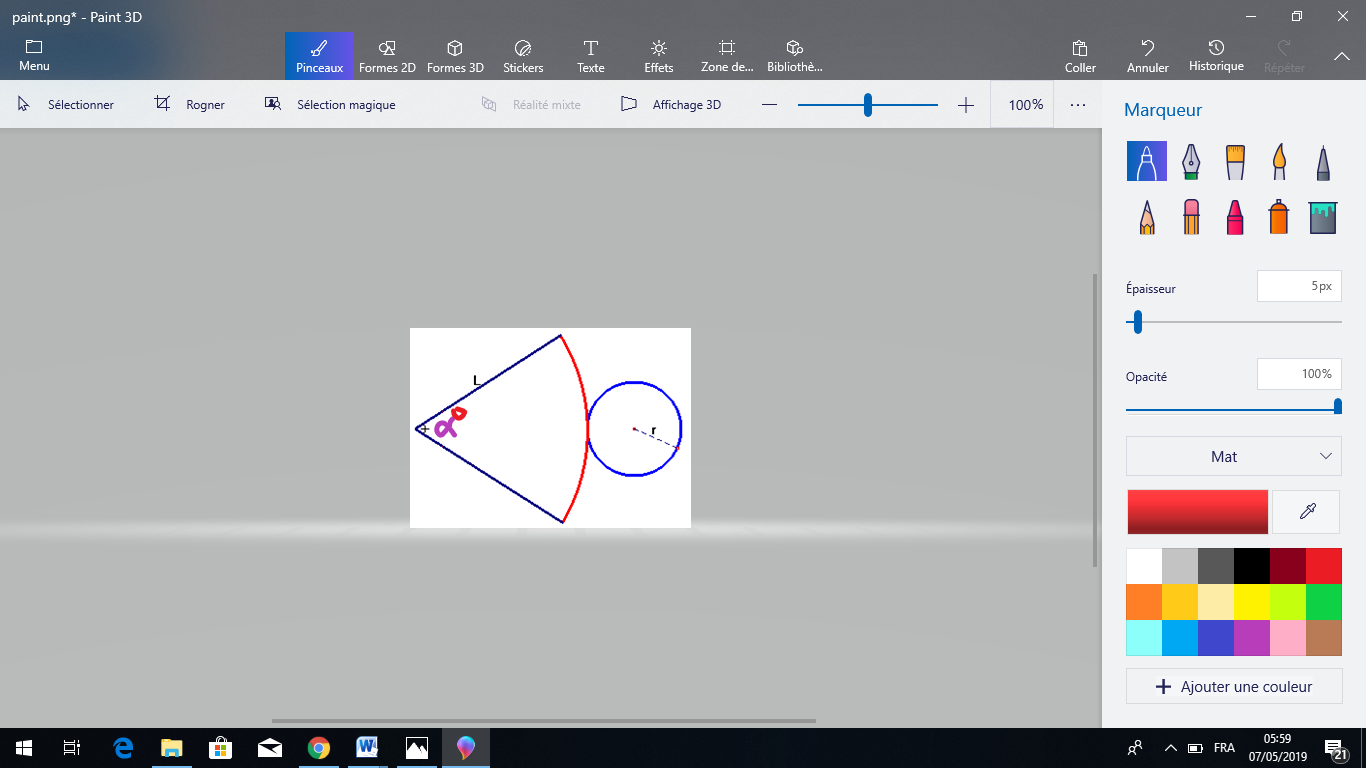 paint.png* - Paint 3D
Menu
Pinceaux
Formes 2D
Formes 3D
Stickers
Texte
Effets
Zone de...
Bibliothè...
Coller
Annuler
Historique
Répéter
Sélectionner
Rogner
Sélection magique
Réalité mixte
Affichage 3D
100%
Marqueur
Épaisseur
5px
Opacité
100%
Mat
Ajouter une couleur
L
α°
r
FRA
05:59
07/05/2019
21